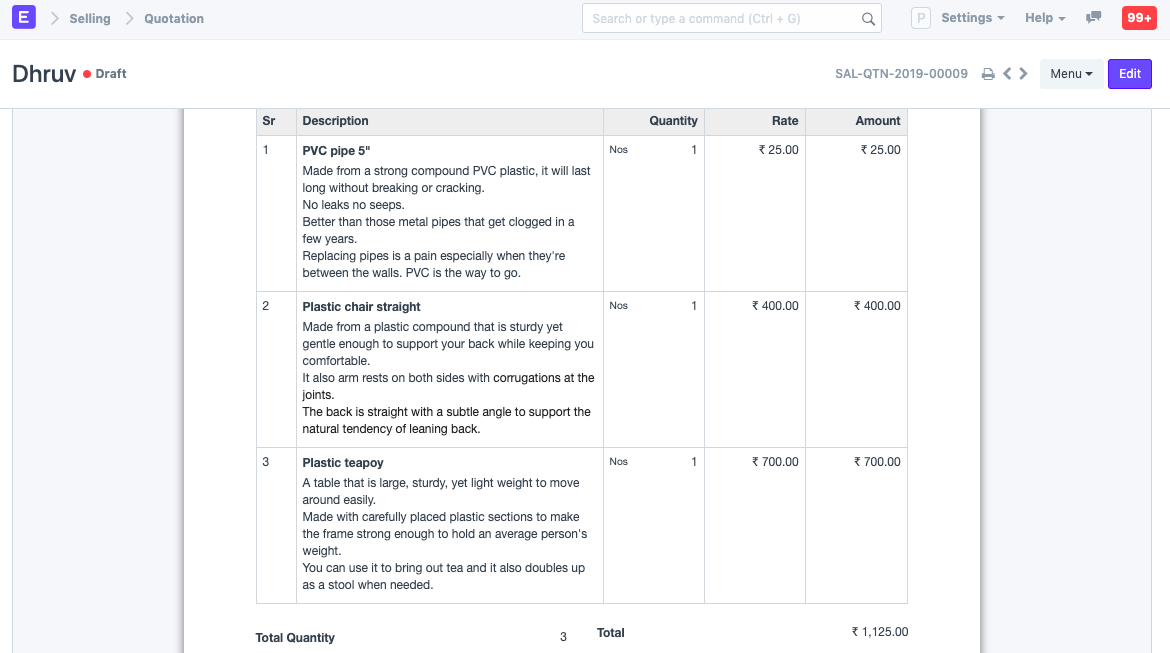 E Selling Quotation Search or type a command (Ctrl + G) P Settings Help 99+
Dhruv Draft SAL-QTN-2019-00009 Menu Edit
Sr Description Quantity Rate Amount
1 PVC pipe 5" Nos 1 ₹ 25.00 ₹ 25.00
Made from a strong compound PVC plastic, it will last
long without breaking or cracking.
No leaks no seeps.
Better than those metal pipes that get clogged in a
few years.
Replacing pipes is a pain especially when they're
between the walls. PVC is the way to go.
2 Plastic chair straight Nos 1 ₹ 400.00 ₹ 400.00
Made from a plastic compound that is sturdy yet
gentle enough to support your back while keeping you
comfortable.
It also arm rests on both sides with corrugations at the
joints.
The back is straight with a subtle angle to support the
natural tendency of leaning back.
3 Plastic teapoy Nos 1 ₹ 700.00 ₹ 700.00
A table that is large, sturdy, yet light weight to move
around easily.
Made with carefully placed plastic sections to make
the frame strong enough to hold an average person's
weight.
You can use it to bring out tea and it also doubles up
as a stool when needed.
Total Quantity 3 Total ₹ 1,125.00